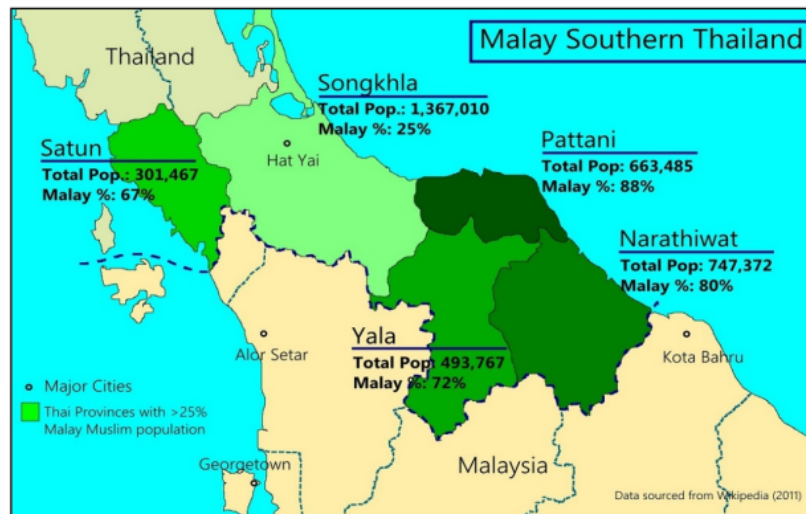 Malay Southern Thailand
Thailand
Songkhla
Total Pop.: 1,367,010
Malay %: 25%
Hat Yai
Satun
Total Pop.: 301,467
Malay %: 67%
Pattani
Total Pop: 663,485
Malay %: 88%
Narathiwat
Total Pop: 747,372
Malay %: 80%
Yala
Total Pop: 493,767
Malay %: 72%
Alor Setar
Kota Bahru
Major Cities
Thai Provinces with >25%
Malay Muslim population
Georgetown
Malaysia
Data sourced from Wikipedia (2011)